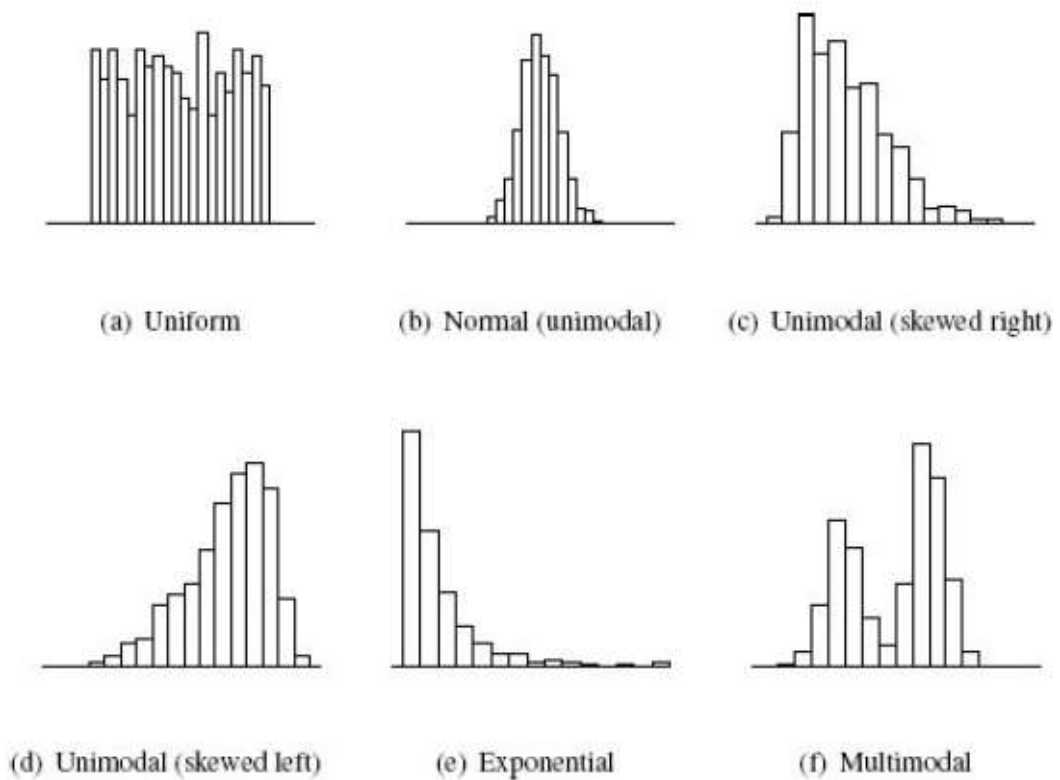 (a) Uniform
(b) Normal (unimodal)
(c) Unimodal (skewed right)
(d) Unimodal (skewed left)
(e) Exponential
(f) Multimodal